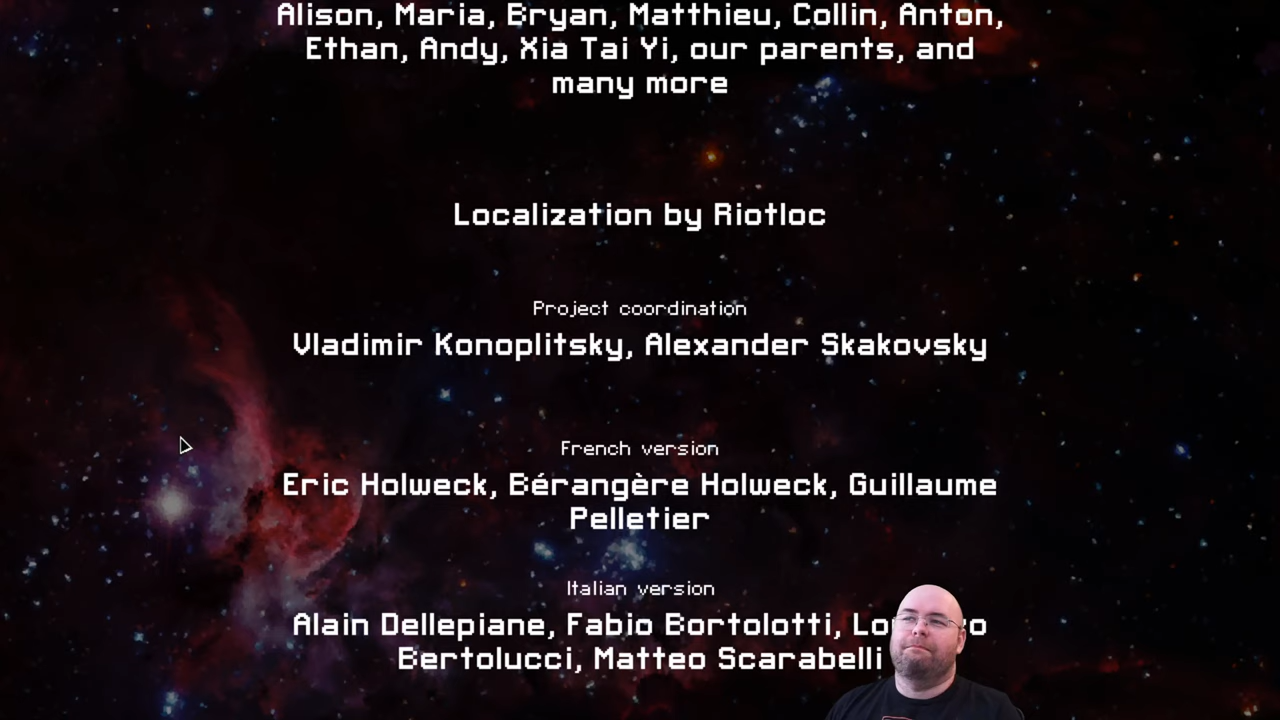 Alison, Maria, Bryan, Matthieu, Collin, Anton,
Ethan, Andy, Xia Tai Yi, our parents, and
many more
Localization by Riotloc
Project coordination
Vladimir Konoplitsky, Alexander Skakovsky
French version
Eric Holweck, Bérangère Holweck, Guillaume
Pelletier
Italian version
Alain Dellepiane, Fabio Bortolotti,
Bertolucci, Matteo Scarabelli